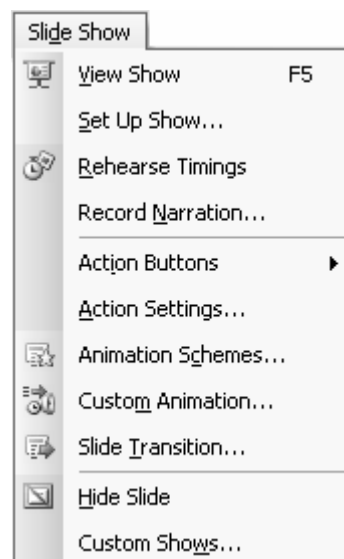 Slide Show
View Show F5
Set Up Show...
Rehearse Timings
Record Narration...
Action Buttons
Action Settings...
Animation Schemes...
Custom Animation...
Slide Transition...
Hide Slide
Custom Shows...